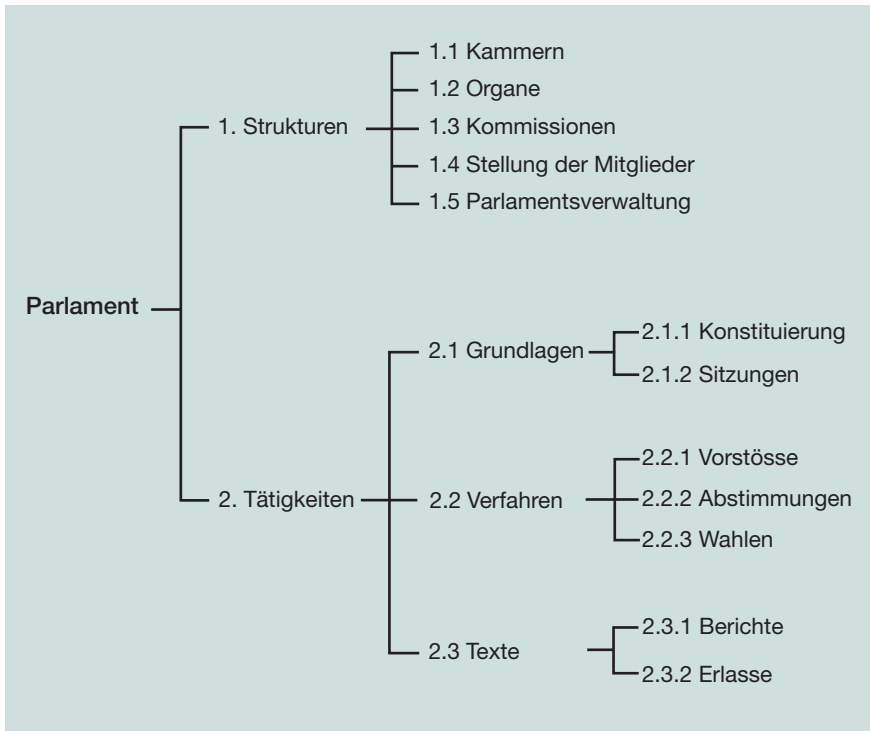 Parlament
1. Strukturen
1.1 Kammern
1.2 Organe
1.3 Kommissionen
1.4 Stellung der Mitglieder
1.5 Parlamentsverwaltung
2. Tätigkeiten
2.1 Grundlagen
2.1.1 Konstituierung
2.1.2 Sitzungen
2.2 Verfahren
2.2.1 Vorstösse
2.2.2 Abstimmungen
2.2.3 Wahlen
2.3 Texte
2.3.1 Berichte
2.3.2 Erlasse